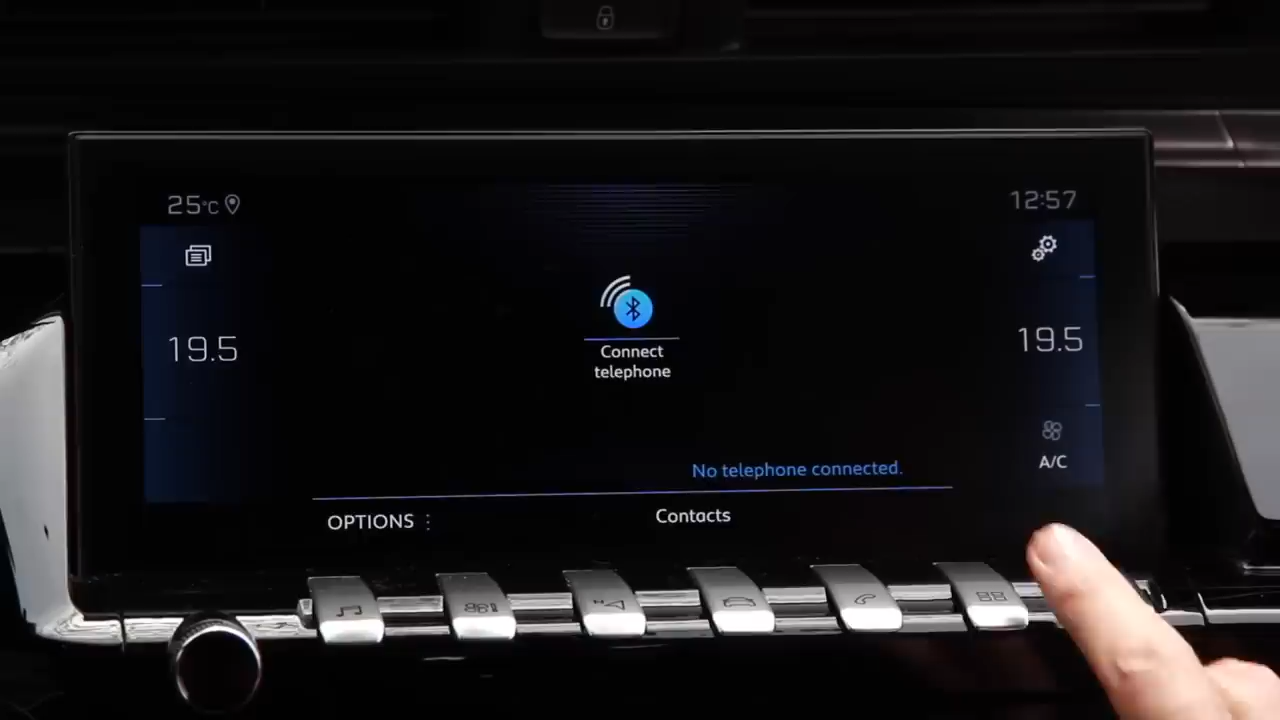 25°C
12:57
19.5
19.5
Connect
telephone
A/C
No telephone connected.
OPTIONS
Contacts
N